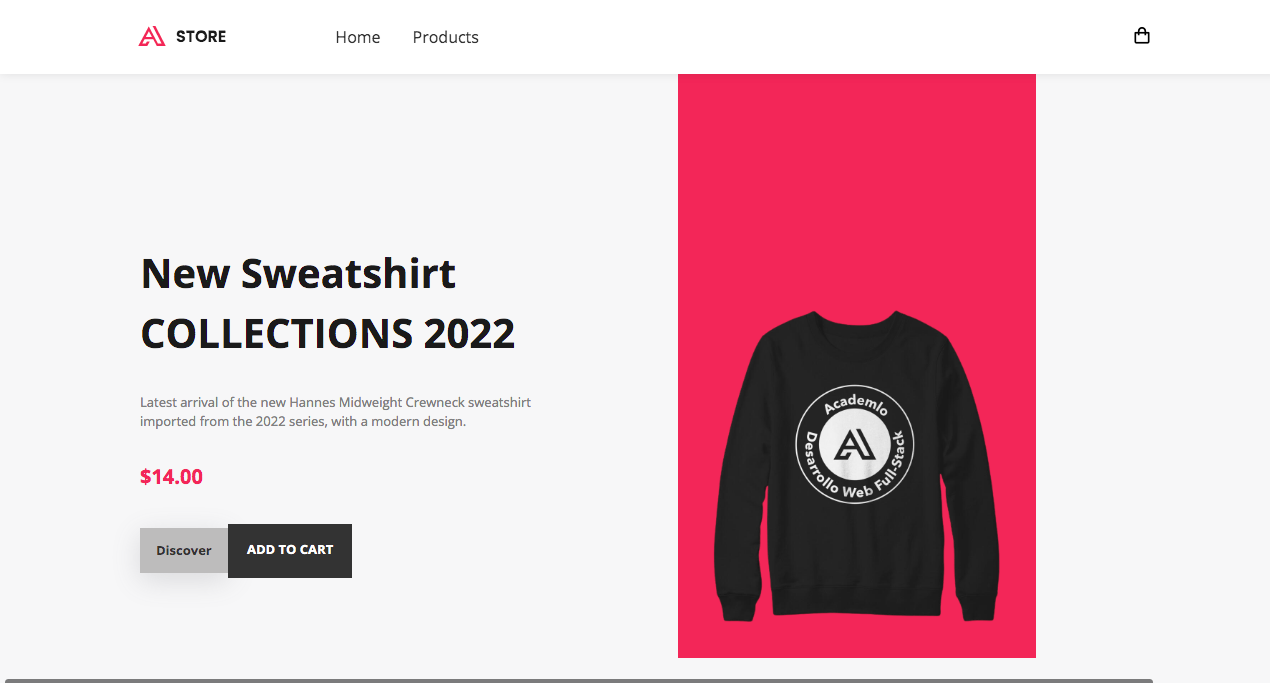 STORE
Home
Products
New Sweatshirt
COLLECTIONS 2022
Latest arrival of the new Hannes Midweight Crewneck sweatshirt
imported from the 2022 series, with a modern design.
$14.00
Discover
ADD TO CART
Academlo
Desarrollo Web Full-Stack